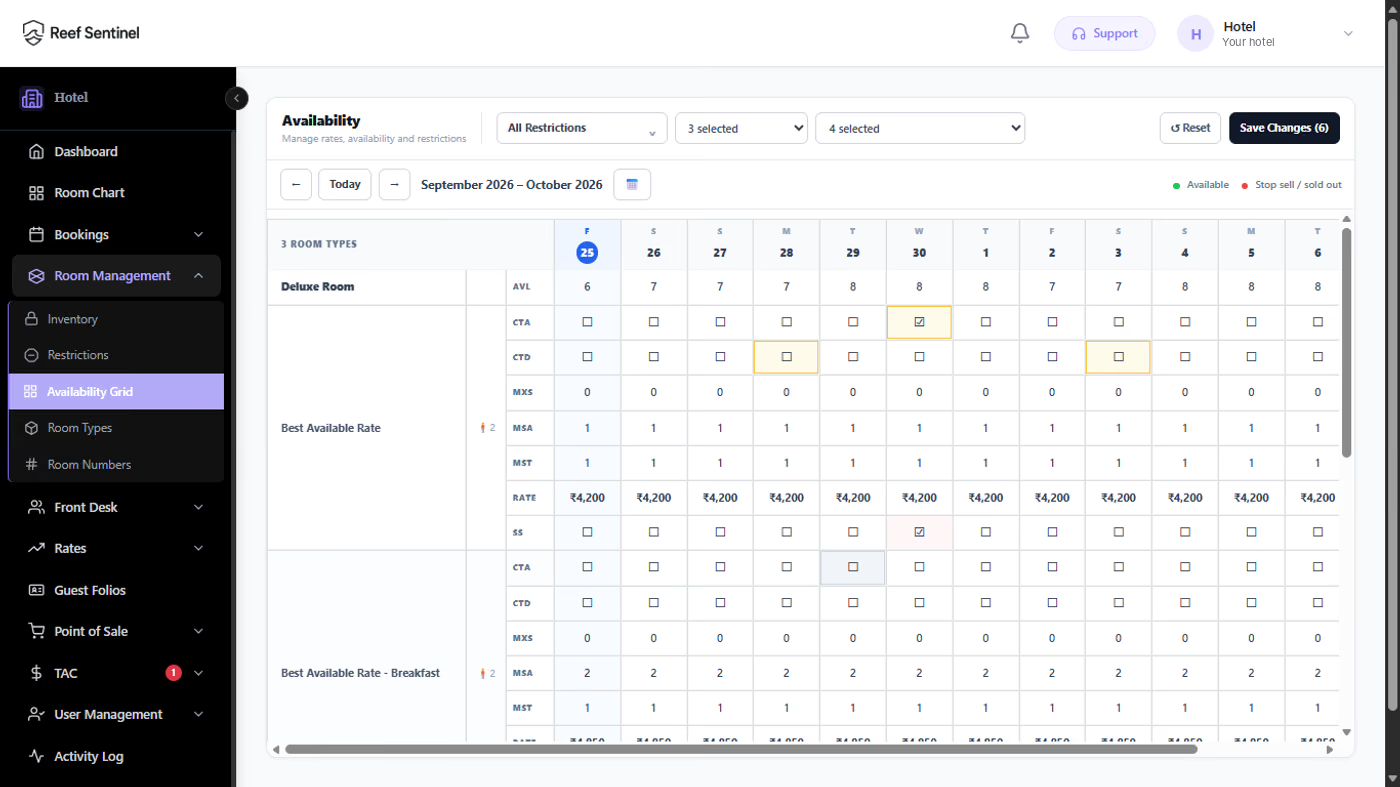 Reef Sentinel
Support
H
Hotel
Your hotel
Hotel
Dashboard
Room Chart
Bookings
Room Management
Inventory
Restrictions
Availability Grid
Room Types
Room Numbers
Front Desk
Rates
Guest Folios
Point of Sale
TAC 1
User Management
Activity Log
Availability
Manage rates, availability and restrictions
All Restrictions
3 selected
4 selected
↺ Reset
Save Changes (6)
← Today → September 2026 – October 2026
Available Stop sell / sold out
F S S M T W T F S S M T
3 ROOM TYPES 25 26 27 28 29 30 1 2 3 4 5 6
Deluxe Room AVL 6 7 7 7 8 8 8 7 7 8 8 8
CTA ☐ ☐ ☐ ☐ ☐ ☑ ☐ ☐ ☐ ☐ ☐ ☐
CTD ☐ ☐ ☐ ☐ ☐ ☐ ☐ ☐ ☐ ☐ ☐ ☐
MXS 0 0 0 0 0 0 0 0 0 0 0 0
Best Available Rate 2 MSA 1 1 1 1 1 1 1 1 1 1 1 1
MST 1 1 1 1 1 1 1 1 1 1 1 1
RATE ₹4,200 ₹4,200 ₹4,200 ₹4,200 ₹4,200 ₹4,200 ₹4,200 ₹4,200 ₹4,200 ₹4,200 ₹4,200 ₹4,200
SS ☐ ☐ ☐ ☐ ☐ ☑ ☐ ☐ ☐ ☐ ☐ ☐
CTA ☐ ☐ ☐ ☐ ☐ ☐ ☐ ☐ ☐ ☐ ☐ ☐
CTD ☐ ☐ ☐ ☐ ☐ ☐ ☐ ☐ ☐ ☐ ☐ ☐
MXS 0 0 0 0 0 0 0 0 0 0 0 0
Best Available Rate - Breakfast 2 MSA 2 2 2 2 2 2 2 2 2 2 2 2
MST 1 1 1 1 1 1 1 1 1 1 1 1